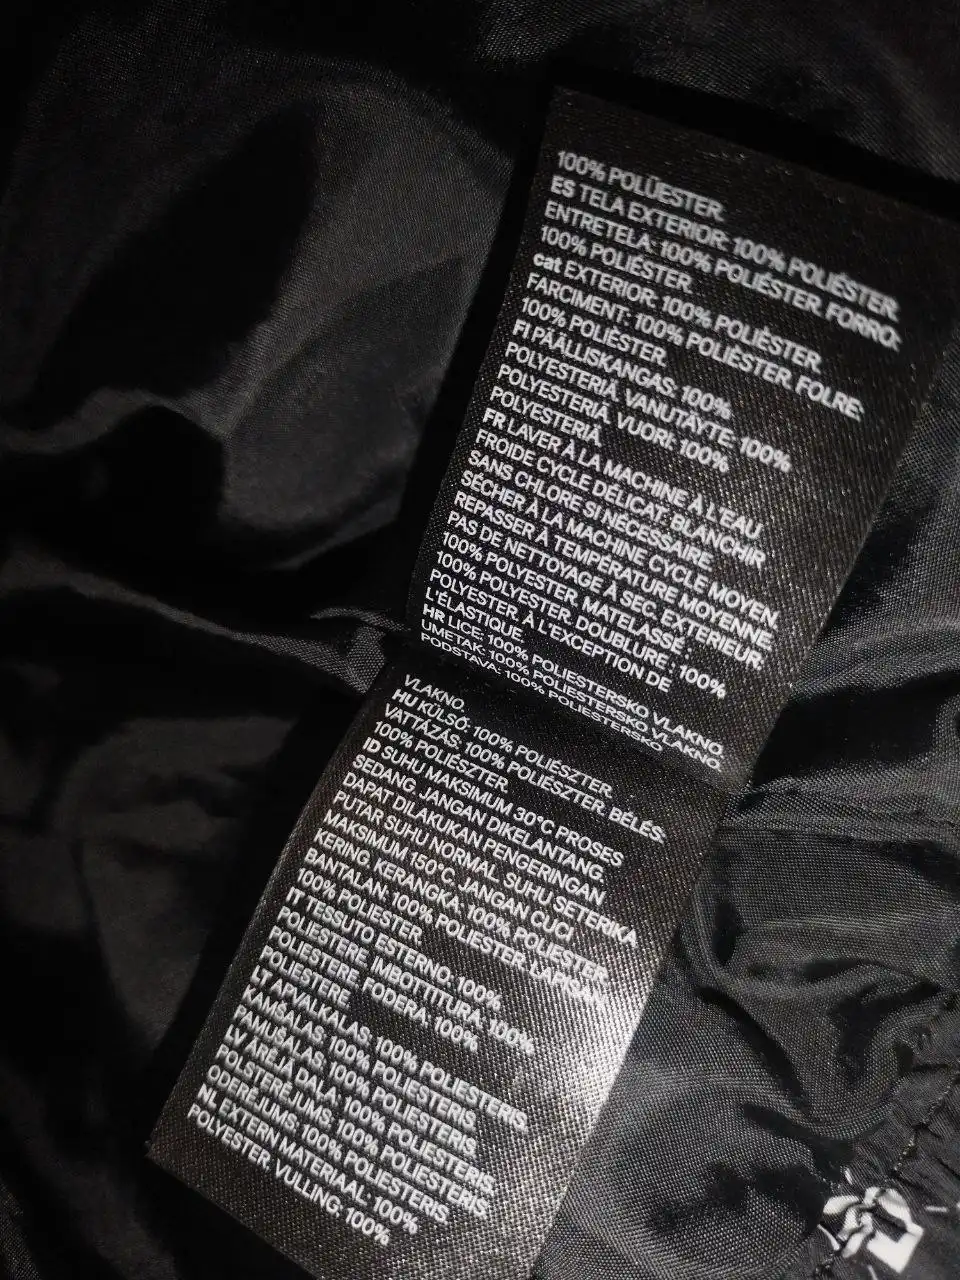 100% POLÜESTER.
ES TELA EXTERIOR: 100% POLIÉSTER.
ENTRETELA: 100% POLIÉSTER. FORRO:
100% POLIÉSTER.
cat EXTERIOR: 100% POLIÈSTER.
FARCIMENT: 100% POLIÈSTER. FOLRE:
100% POLIÈSTER.
FI PÄÄLLISKANGAS: 100%
POLYESTERIÄ. VANUTÄYTE: 100%
POLYESTERIÄ. VUORI: 100%
POLYESTERIÄ.
FR LAVER À LA MACHINE À L'EAU
FROIDE CYCLE DÉLICAT. BLANCHIR
SANS CHLORE SI NÉCESSAIRE.
SÉCHER À LA MACHINE CYCLE MOYEN.
REPASSER À TEMPÉRATURE MOYENNE.
PAS DE NETTOYAGE À SEC. EXTERIEUR:
100% POLYESTER. MATELASSÉ :
100% POLYESTER. DOUBLURE : 100%
POLYESTER. À L'EXCEPTION DE
L'ÉLASTIQUE.
HR LICE: 100% POLIESTERSKO VLAKNO.
UMETAK: 100% POLIESTERSKO VLAKNO.
PODSTAVA: 100% POLIESTERSKO
VLAKNO.
HU KÜLSŐ: 100% POLIÉSZTER.
VATTÁZÁS: 100% POLIÉSZTER. BÉLÉS:
100% POLIÉSZTER.
ID SUHU MAKSIMUM 30°C PROSES
SEDANG. JANGAN DIKELANTANG.
DAPAT DILAKUKAN PENGERINGAN
PUTAR SUHU NORMAL. SUHU SETERIKA
MAKSIMUM 150°C. JANGAN CUCI
KERING. KERANGKA: 100% POLIESTER.
BANTALAN: 100% POLIESTER. LAPISAN:
100% POLIESTER.
IT TESSUTO ESTERNO: 100%
POLIESTERE. IMBOTTITURA: 100%
POLIESTERE. FODERA: 100%
POLIESTERE.
LT APVALKALAS: 100% POLIESTERIS.
KAMŠALAS: 100% POLIESTERIS.
PAMUŠALAS: 100% POLIESTERIS.
LV ĀRĒJĀ DAĻA: 100% POLIESTERIS.
POLSTERĒJUMS: 100% POLIESTERIS.
ODERĒJUMS: 100% POLIESTERIS.
NL EXTERN MATERIAAL: 100%
POLYESTER. VULLING: 100%